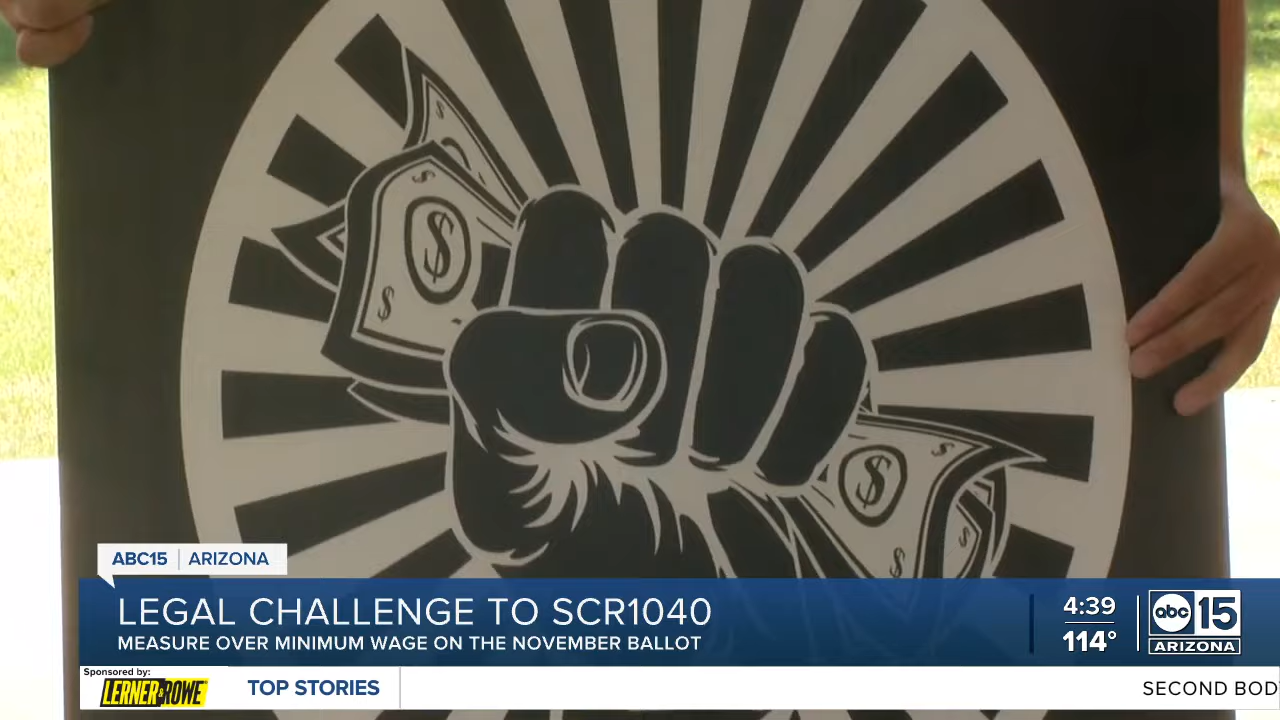 $
$
$
$
$
$
$
$
ABC15 | ARIZONA
LEGAL CHALLENGE TO SCR1040
MEASURE OVER MINIMUM WAGE ON THE NOVEMBER BALLOT
4:39
114°
abc 15
ARIZONA
Sponsored by:
LERNER&ROWE
TOP STORIES
SECOND BOD